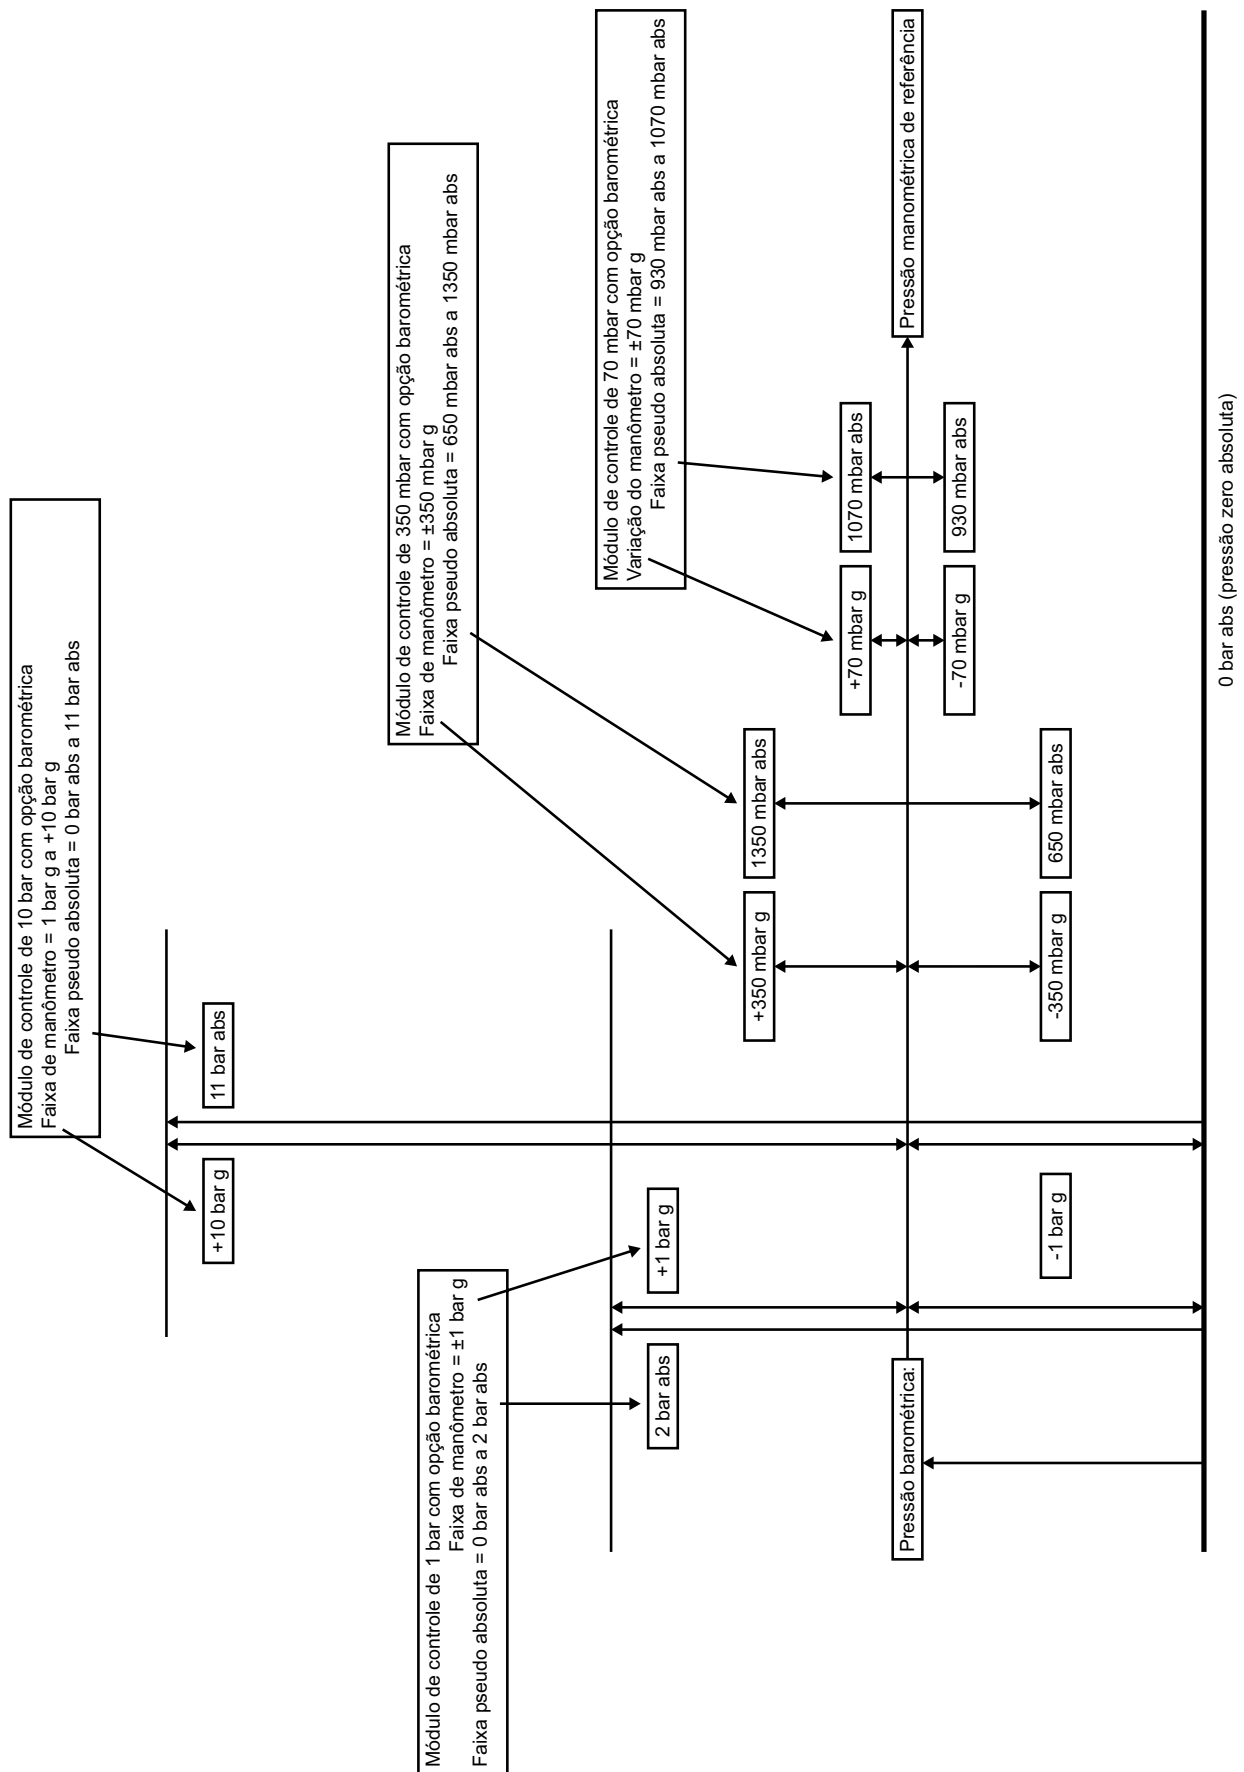 Módulo de controle de 10 bar com opção barométrica
Faixa de manômetro = 1 bar g a +10 bar g
Faixa pseudo absoluta = 0 bar abs a 11 bar abs
+10 bar g
11 bar abs
Módulo de controle de 1 bar com opção barométrica
Faixa de manômetro = ±1 bar g
Faixa pseudo absoluta = 0 bar abs a 2 bar abs
2 bar abs
+1 bar g
-1 bar g
Módulo de controle de 350 mbar com opção barométrica
Faixa de manômetro = ±350 mbar g
Faixa pseudo absoluta = 650 mbar abs a 1350 mbar abs
+350 mbar g
1350 mbar abs
-350 mbar g
650 mbar abs
Módulo de controle de 70 mbar com opção barométrica
Variação do manômetro = ±70 mbar g
Faixa pseudo absoluta = 930 mbar abs a 1070 mbar abs
+70 mbar g
1070 mbar abs
-70 mbar g
930 mbar abs
Pressão barométrica:
Pressão manométrica de referência
0 bar abs (pressão zero absoluta)